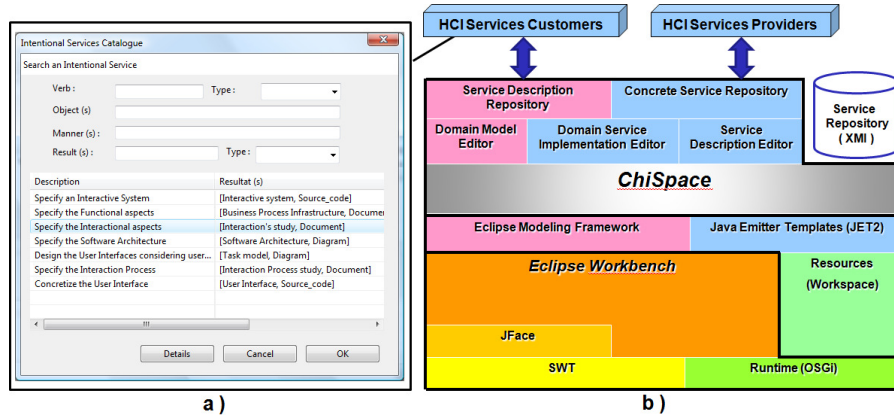 Intentional Services Catalogue
Search an Intentional Service
Verb :
Type :
Object (s)
Manner (s) :
Result (s) :
Type :
Description Resultat (s)
Specify an Interactive System [Interactive system, Source_code]
Specify the Functional aspects [Business Process Infrastructure, Documen
Specify the Interactional aspects [Interaction's study, Document]
Specify the Software Architecture [Software Architecture, Diagram]
Design the User Interfaces considering user... [Task model, Diagram]
Specify the Interaction Process [Interaction Process study, Document]
Concretize the User Interface [User Interface, Source_code]
Details Cancel OK
a )
HCI Services Customers
HCI Services Providers
Service Description
Repository
Concrete Service Repository
Domain Model
Editor
Domain Service
Implementation Editor
Service
Description Editor
Service
Repository
( XMI )
ChiSpace
Eclipse Modeling Framework
Java Emitter Templates (JET2)
Eclipse Workbench
Resources
(Workspace)
JFace
SWT
Runtime (OSGi)
b )